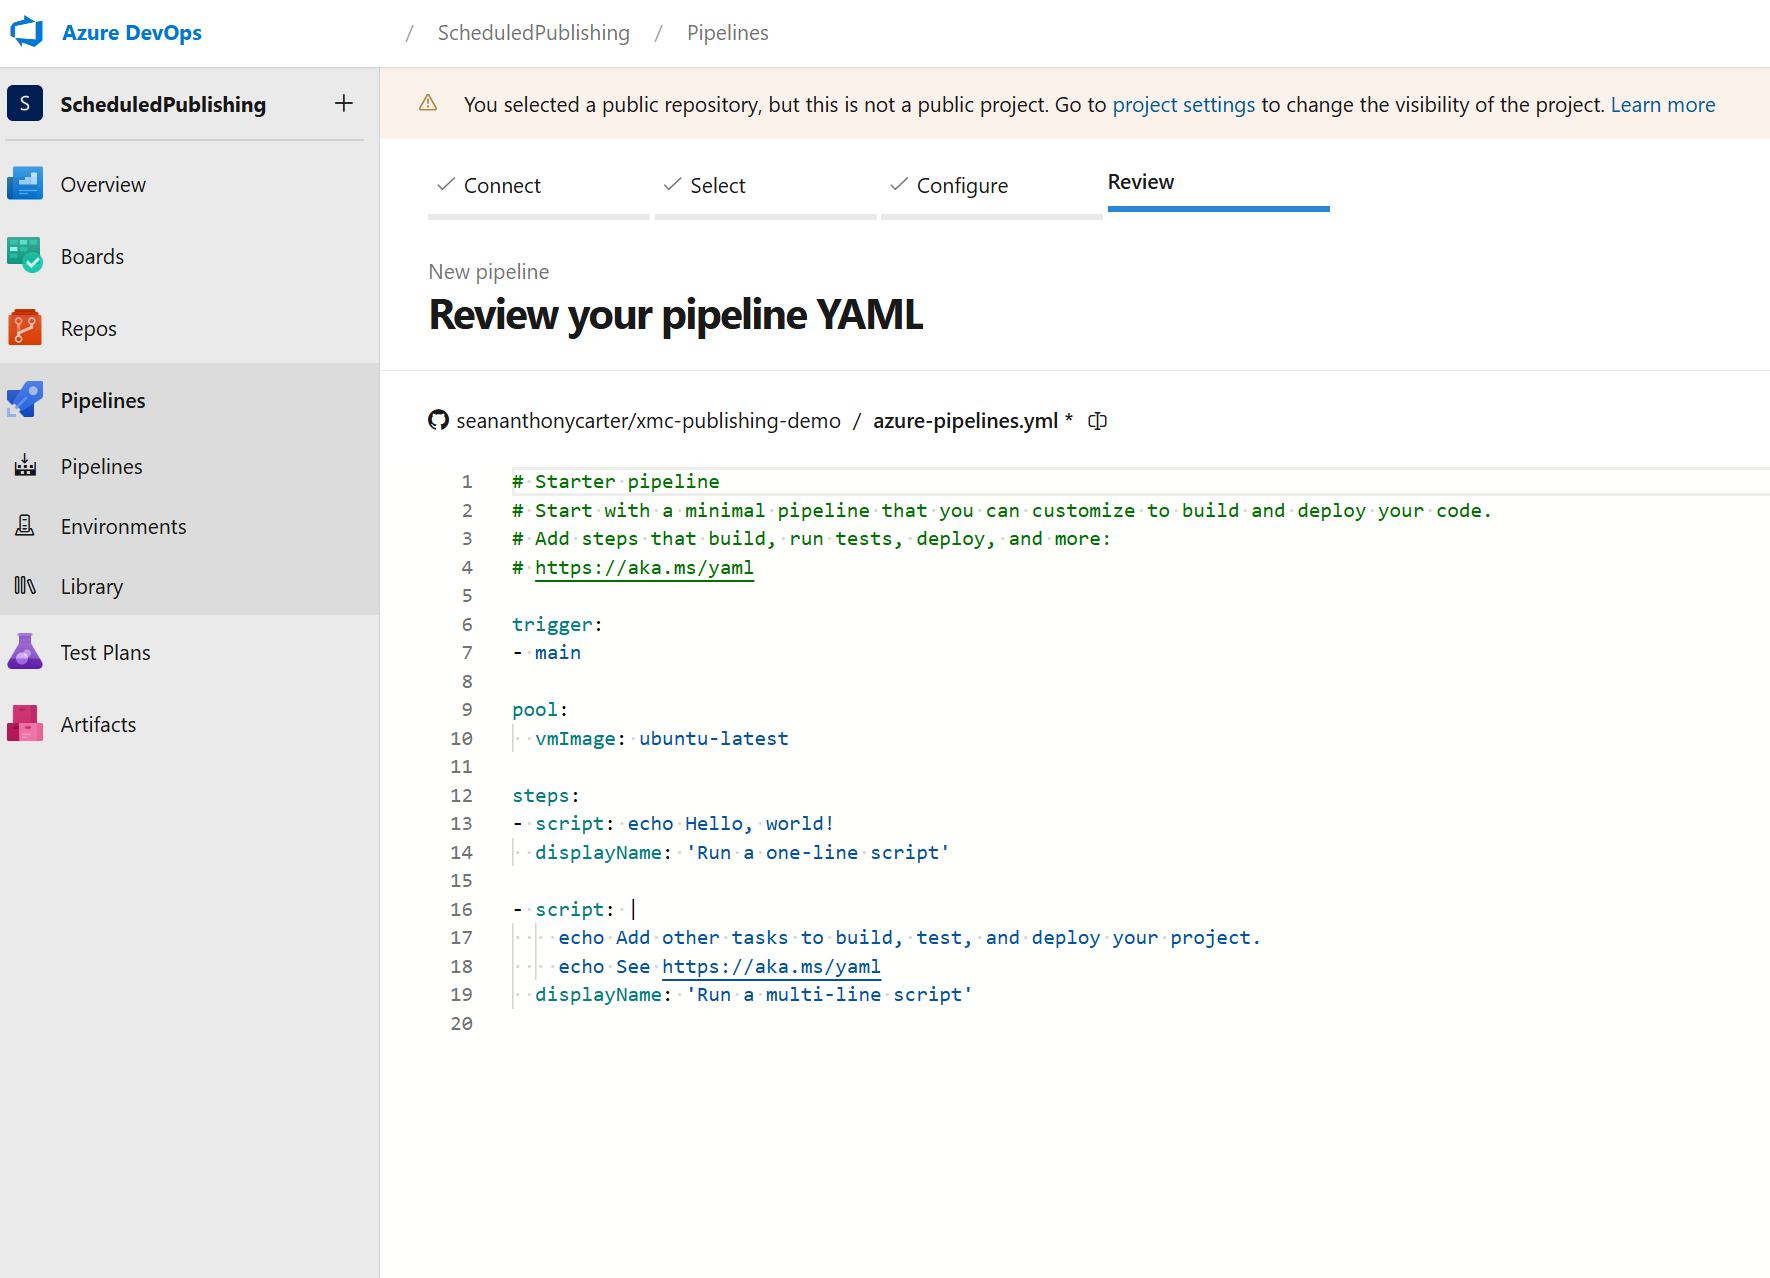 Azure DevOps / ScheduledPublishing / Pipelines
S ScheduledPublishing +
Overview
Boards
Repos
Pipelines
Pipelines
Environments
Library
Test Plans
Artifacts
You selected a public repository, but this is not a public project. Go to project settings to change the visibility of the project. Learn more
Connect Select Configure Review
New pipeline
Review your pipeline YAML
seananthonycarter/xmc-publishing-demo / azure-pipelines.yml *
1 # Starter pipeline
2 # Start with a minimal pipeline that you can customize to build and deploy your code.
3 # Add steps that build, run tests, deploy, and more:
4 # https://aka.ms/yaml
5
6 trigger:
7 - main
8
9 pool:
10   vmImage: ubuntu-latest
11
12 steps:
13 - script: echo Hello, world!
14   displayName: 'Run a one-line script'
15
16 - script: |
17     echo Add other tasks to build, test, and deploy your project.
18     echo See https://aka.ms/yaml
19   displayName: 'Run a multi-line script'
20